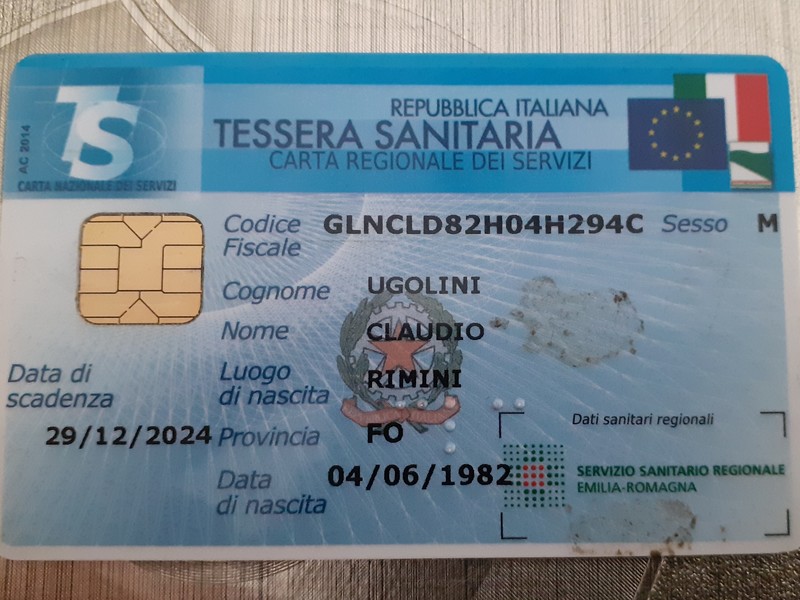 AC 2014
TS
CARTA NAZIONALE DEI SERVIZI
REPUBBLICA ITALIANA
TESSERA SANITARIA
CARTA REGIONALE DEI SERVIZI
Codice Fiscale GLNCLD82H04H294C Sesso M
Cognome UGOLINI
Nome CLAUDIO
Luogo di nascita RIMINI
Data di scadenza
29/12/2024
Provincia FO
Data di nascita 04/06/1982
Dati sanitari regionali
SERVIZIO SANITARIO REGIONALE
EMILIA-ROMAGNA